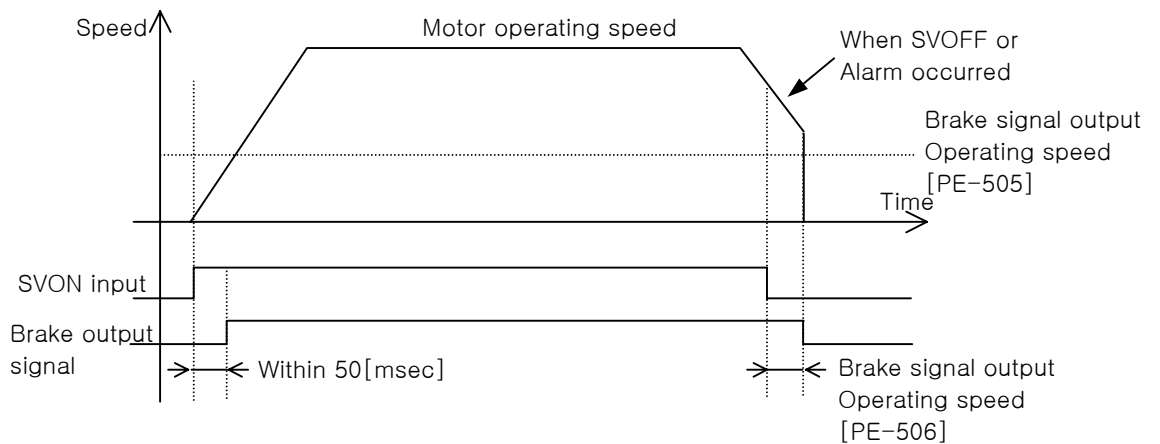 Speed
Motor operating speed
When SVOFF or
Alarm occurred
Brake signal output
Operating speed
[PE-505]
Time
SVON input
Brake output
signal
Within 50[msec]
Brake signal output
Operating speed
[PE-506]